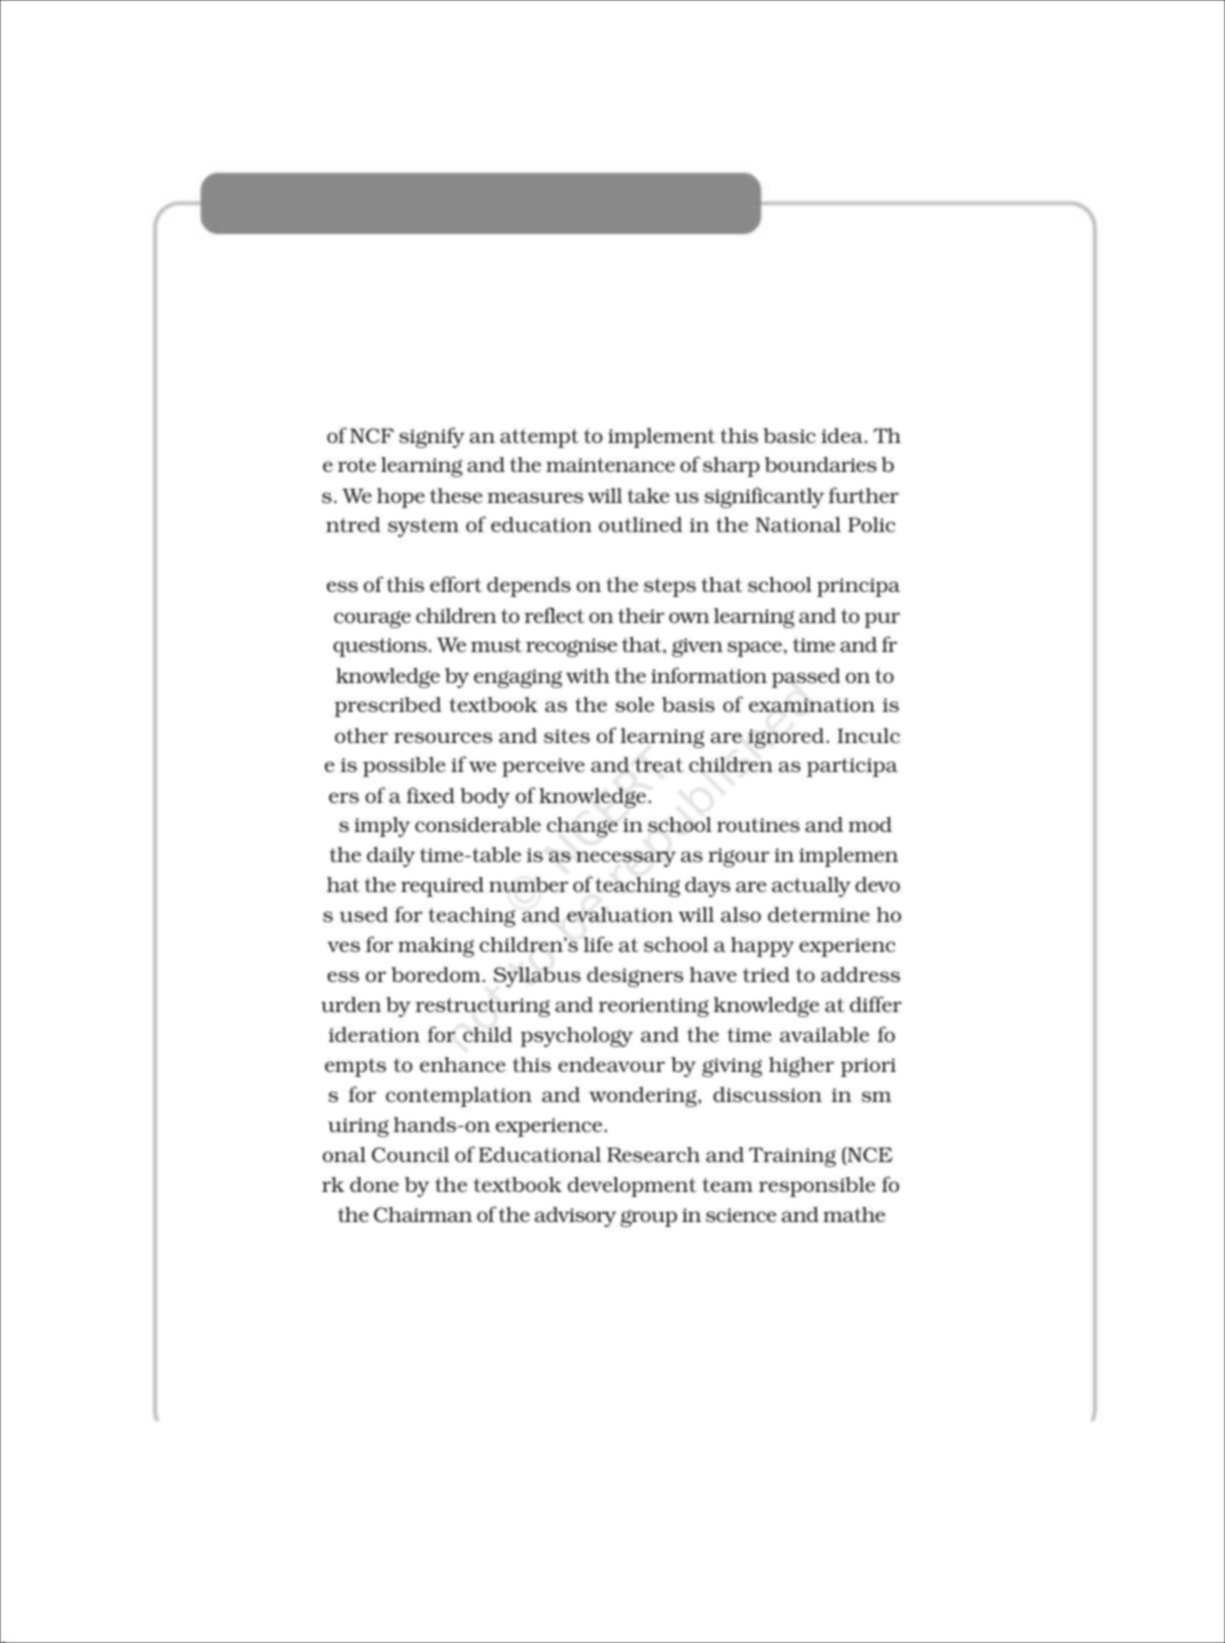 of NCF signify an attempt to implement this basic idea. Th
e rote learning and the maintenance of sharp boundaries b
s. We hope these measures will take us significantly further
ntred system of education outlined in the National Polic
ess of this effort depends on the steps that school principa
courage children to reflect on their own learning and to pur
questions. We must recognise that, given space, time and fr
knowledge by engaging with the information passed on to
prescribed textbook as the sole basis of examination is
other resources and sites of learning are ignored. Inculc
e is possible if we perceive and treat children as participa
ers of a fixed body of knowledge.
s imply considerable change in school routines and mod
the daily time-table is as necessary as rigour in implemen
hat the required number of teaching days are actually devo
s used for teaching and evaluation will also determine ho
ves for making children's life at school a happy experienc
ess or boredom. Syllabus designers have tried to address
urden by restructuring and reorienting knowledge at differ
ideration for child psychology and the time available fo
empts to enhance this endeavour by giving higher priori
s for contemplation and wondering, discussion in sm
uiring hands-on experience.
onal Council of Educational Research and Training (NCE
rk done by the textbook development team responsible fo
the Chairman of the advisory group in science and mathe
© NCERT
not to be republished